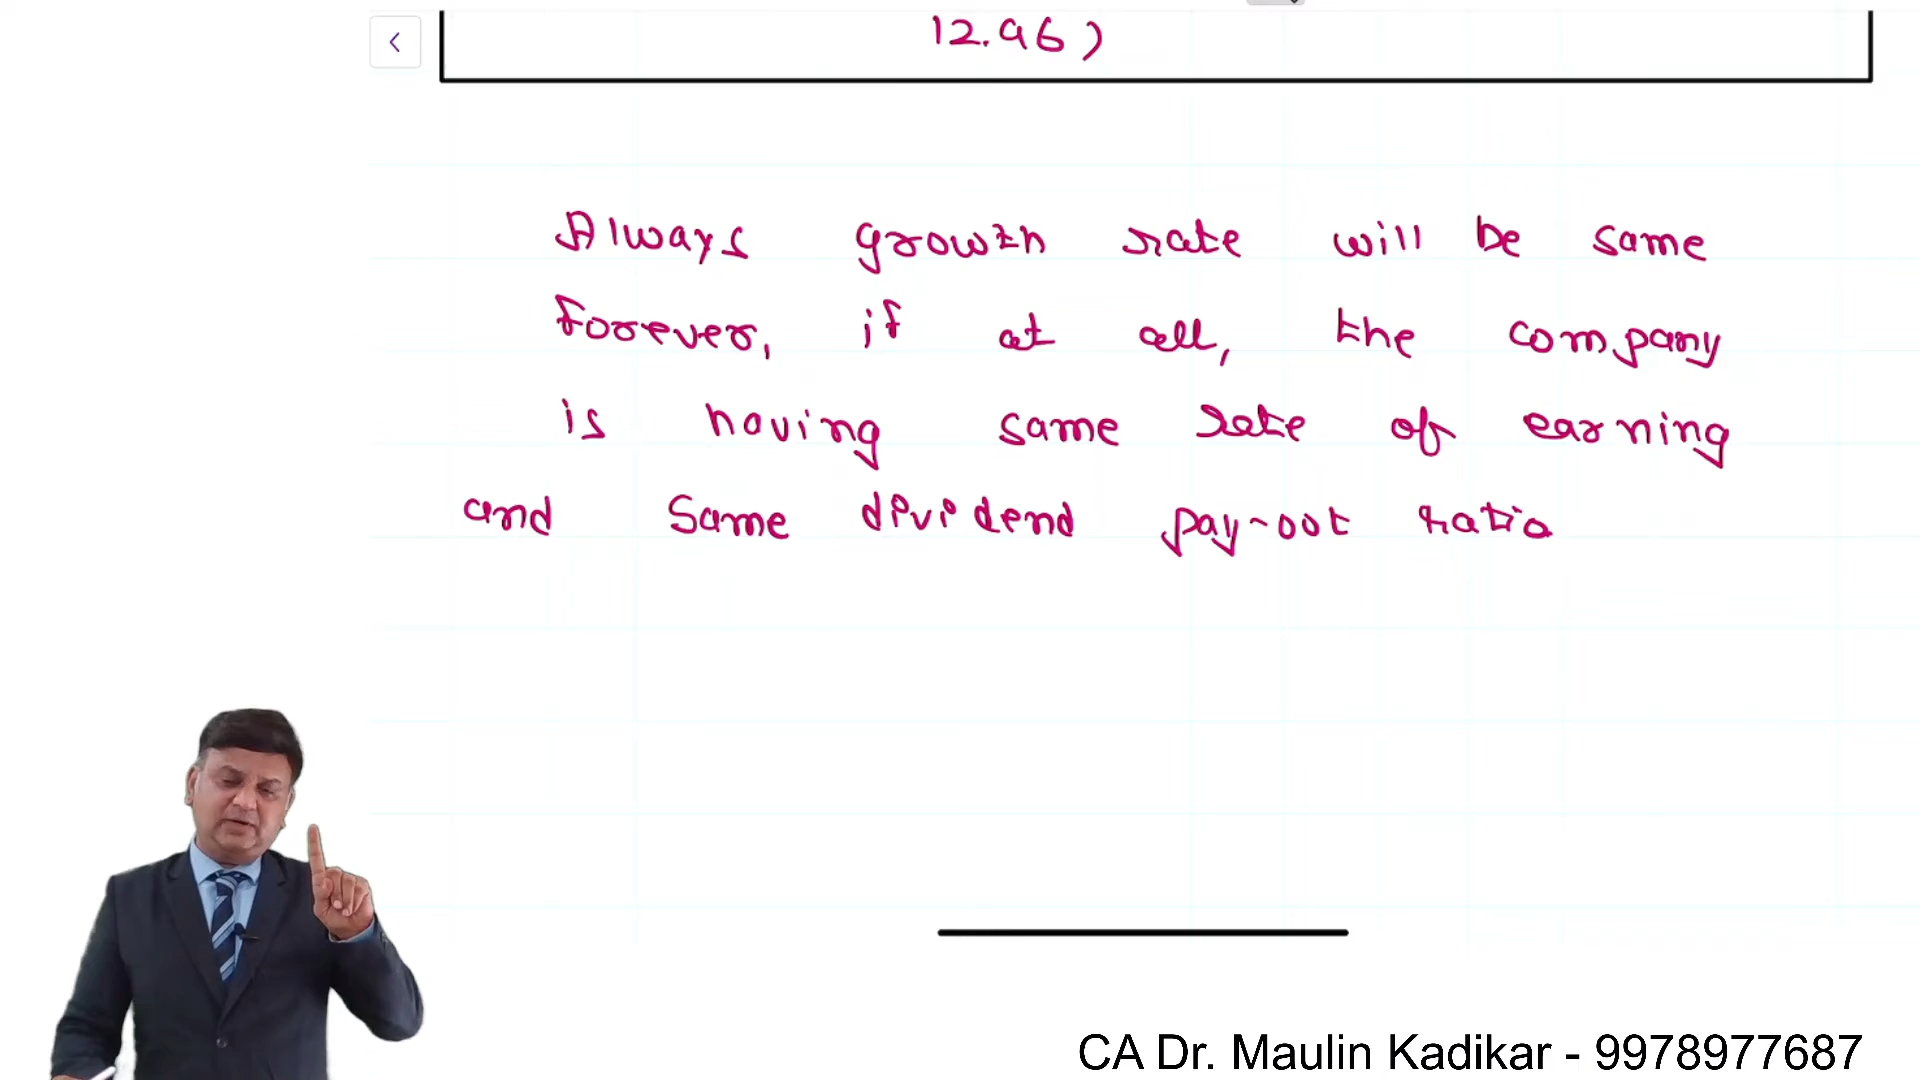 12.96)
Always growth rate will be same
forever, if at all, the company
is having same rate of earning
and same dividend pay-out ratio
CA Dr. Maulin Kadikar - 9978977687